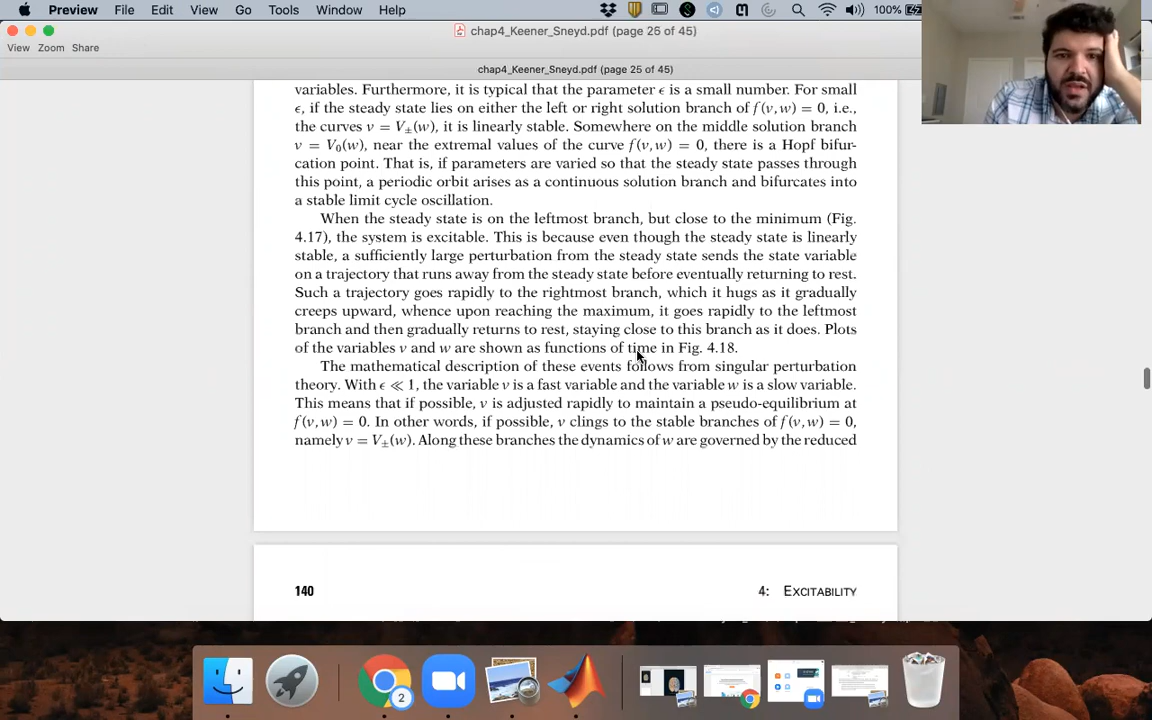 Preview File Edit View Go Tools Window Help 100%
chap4_Keener_Sneyd.pdf (page 26 of 45)
View Zoom Share
chap4_Keener_Sneyd.pdf (page 25 of 45)
variables. Furthermore, it is typical that the parameter ϵ is a small number. For small
ϵ, if the steady state lies on either the left or right solution branch of f(v, w) = 0, i.e.,
the curves v = V±(w), it is linearly stable. Somewhere on the middle solution branch
v = V₀(w), near the extremal values of the curve f(v, w) = 0, there is a Hopf bifur-
cation point. That is, if parameters are varied so that the steady state passes through
this point, a periodic orbit arises as a continuous solution branch and bifurcates into
a stable limit cycle oscillation.
When the steady state is on the leftmost branch, but close to the minimum (Fig.
4.17), the system is excitable. This is because even though the steady state is linearly
stable, a sufficiently large perturbation from the steady state sends the state variable
on a trajectory that runs away from the steady state before eventually returning to rest.
Such a trajectory goes rapidly to the rightmost branch, which it hugs as it gradually
creeps upward, whence upon reaching the maximum, it goes rapidly to the leftmost
branch and then gradually returns to rest, staying close to this branch as it does. Plots
of the variables v and w are shown as functions of time in Fig. 4.18.
The mathematical description of these events follows from singular perturbation
theory. With ϵ ≪ 1, the variable v is a fast variable and the variable w is a slow variable.
This means that if possible, v is adjusted rapidly to maintain a pseudo-equilibrium at
f(v, w) = 0. In other words, if possible, v clings to the stable branches of f(v, w) = 0,
namely v = V±(w). Along these branches the dynamics of w are governed by the reduced
140 4: EXCITABILITY
2